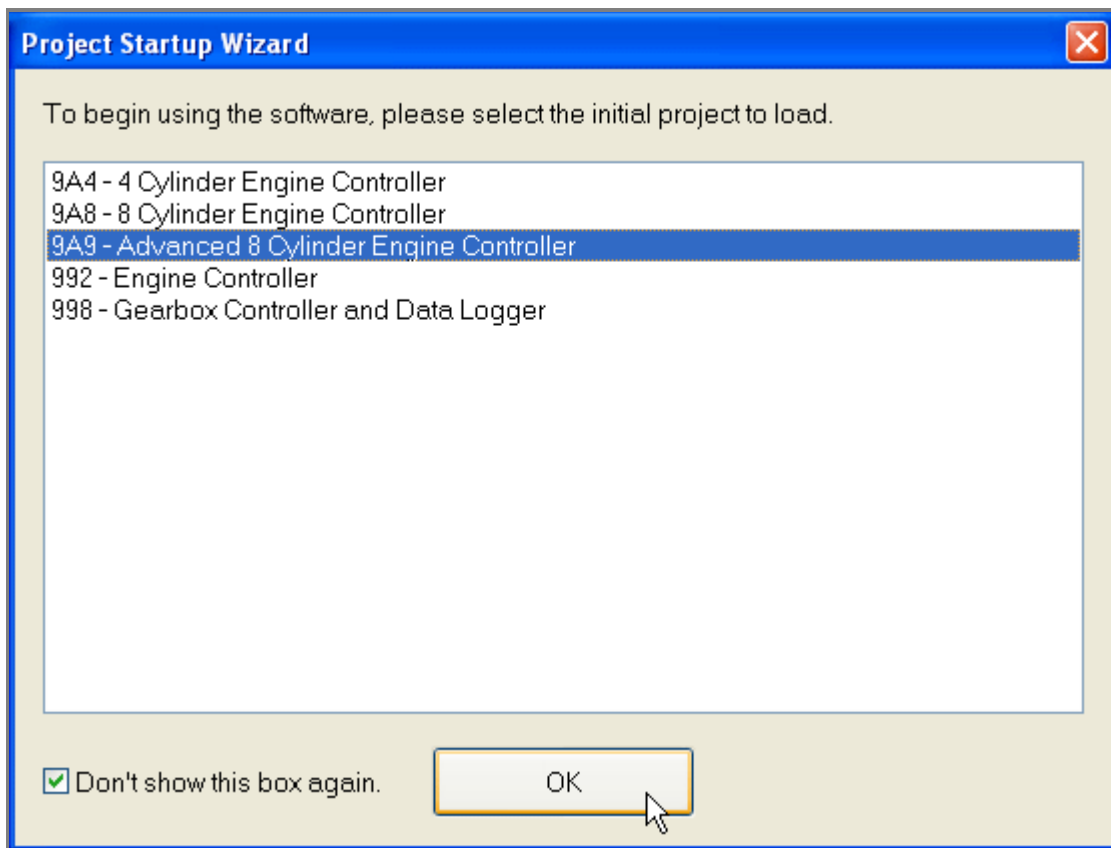 Project Startup Wizard
To begin using the software, please select the initial project to load.
9A4 - 4 Cylinder Engine Controller
9A8 - 8 Cylinder Engine Controller
9A9 - Advanced 8 Cylinder Engine Controller
992 - Engine Controller
998 - Gearbox Controller and Data Logger
Don't show this box again.
OK